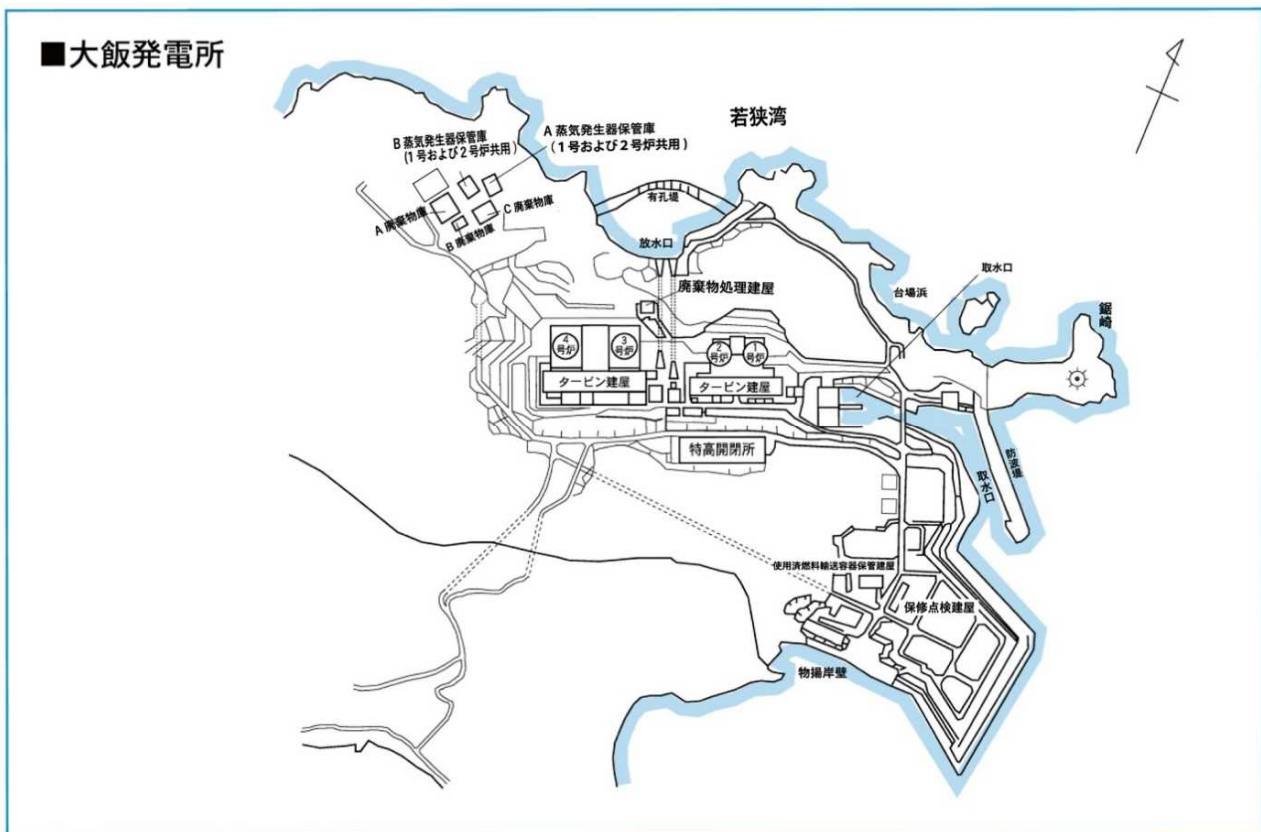 ■大飯発電所
若狭湾
A 蒸気発生器保管庫
(1号および2号炉共用)
B 蒸気発生器保管庫
(1号および2号炉共用)
有孔堤
A 廃棄物庫
B 廃棄物庫
C 廃棄物庫
放水口
取水口
台場浜
鋸崎
廃棄物処理建屋
4
号炉
3
号炉
2
号炉
1
号炉
タービン建屋
タービン建屋
特高開閉所
防波堤
取水口
使用済燃料輸送容器保管建屋
保修点検建屋
物揚岸壁